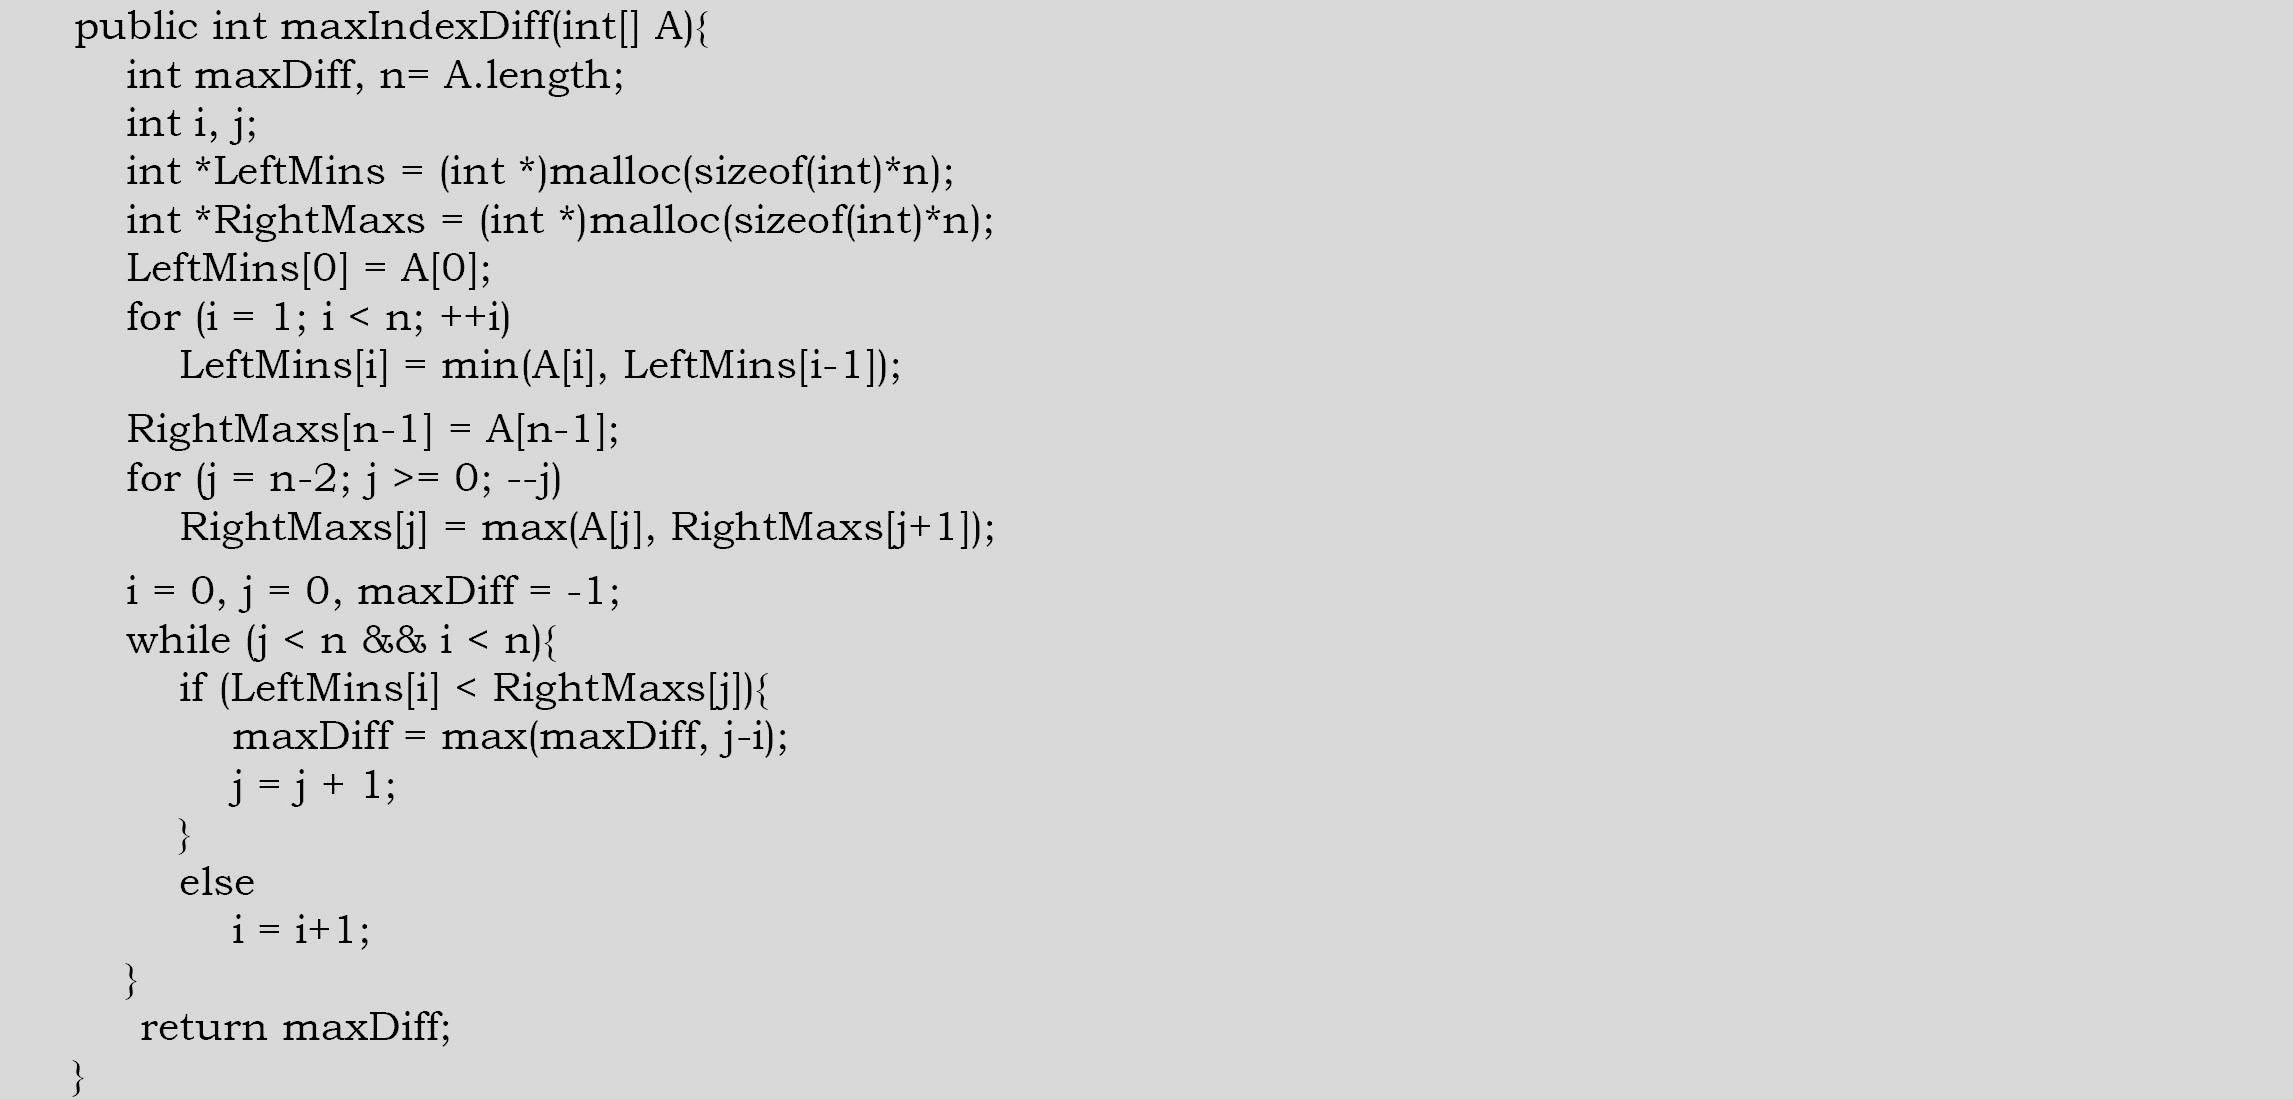 public int maxIndexDiff(int[] A){
int maxDiff, n= A.length;
int i, j;
int *LeftMins = (int *)malloc(sizeof(int)*n);
int *RightMaxs = (int *)malloc(sizeof(int)*n);
LeftMins[0] = A[0];
for (i = 1; i < n; ++i)
LeftMins[i] = min(A[i], LeftMins[i-1]);
RightMaxs[n-1] = A[n-1];
for (j = n-2; j >= 0; --j)
RightMaxs[j] = max(A[j], RightMaxs[j+1]);
i = 0, j = 0, maxDiff = -1;
while (j < n && i < n){
if (LeftMins[i] < RightMaxs[j]){
maxDiff = max(maxDiff, j-i);
j = j + 1;
}
else
i = i+1;
}
return maxDiff;
}